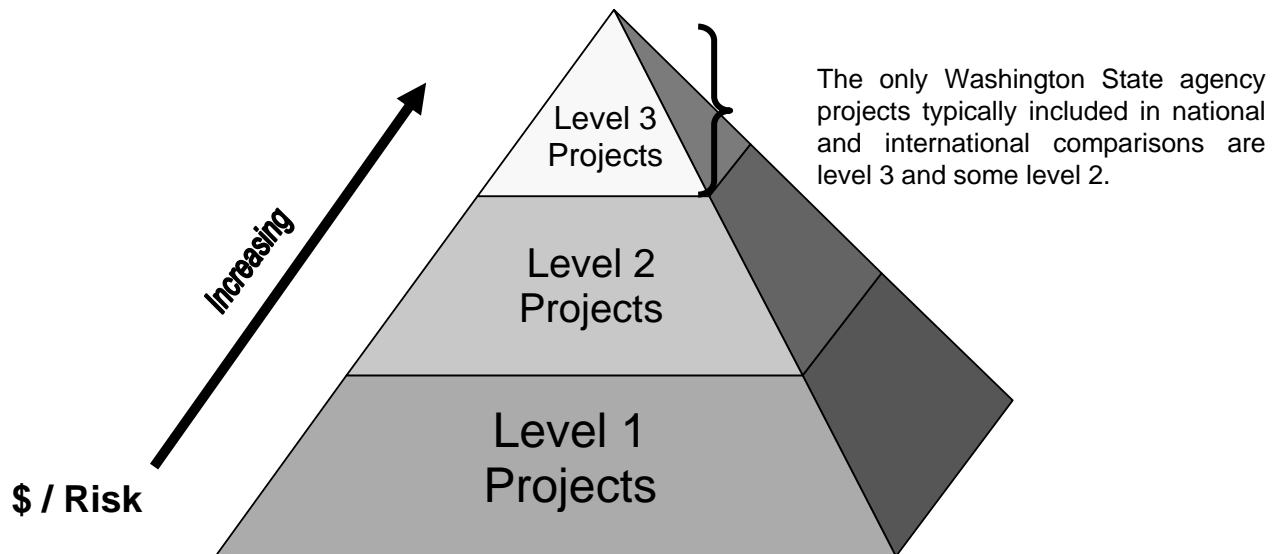 Level 3
Projects
The only Washington State agency
projects typically included in national
and international comparisons are
level 3 and some level 2.
Increasing
Level 2
Projects
Level 1
Projects
$ / Risk